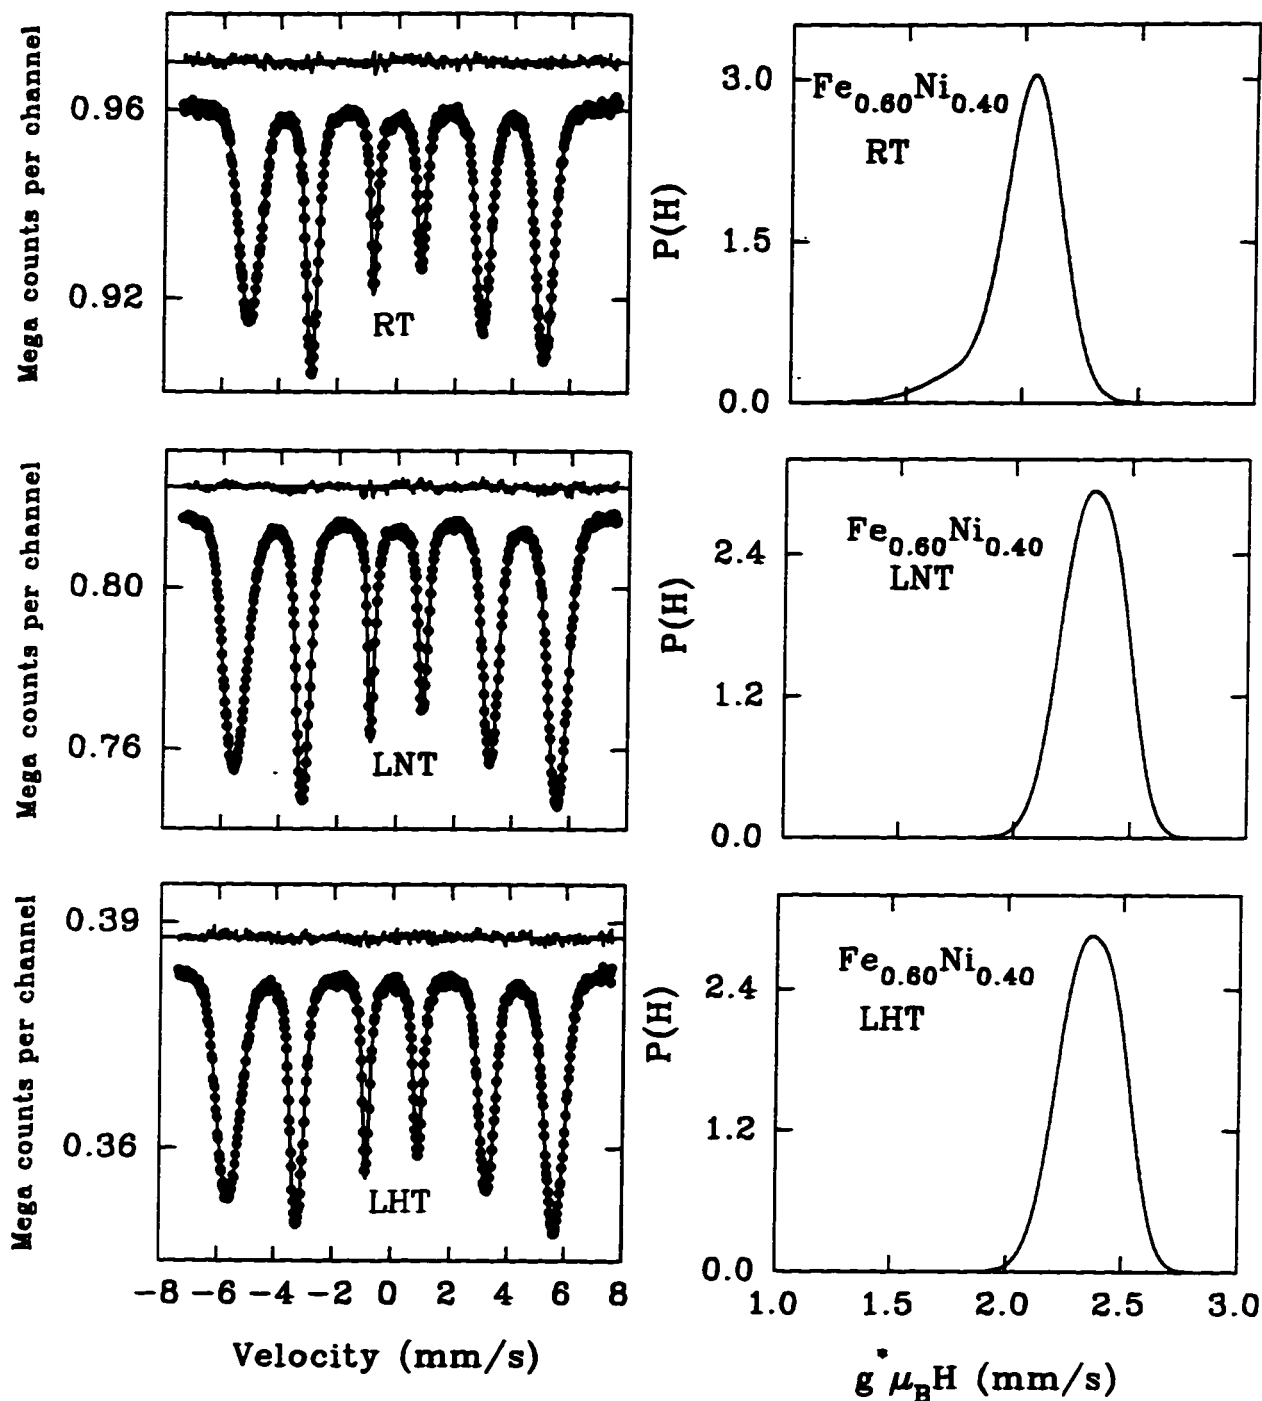 Mega counts per channel
0.96
0.92
RT
P(H)
3.0
1.5
0.0
Fe0.60Ni0.40
RT
Mega counts per channel
0.80
0.76
LNT
P(H)
2.4
1.2
0.0
Fe0.60Ni0.40
LNT
Mega counts per channel
0.39
0.36
LHT
-8 -6 -4 -2 0 2 4 6 8
Velocity (mm/s)
P(H)
2.4
1.2
0.0
Fe0.60Ni0.40
LHT
1.0 1.5 2.0 2.5 3.0
g*μBH (mm/s)